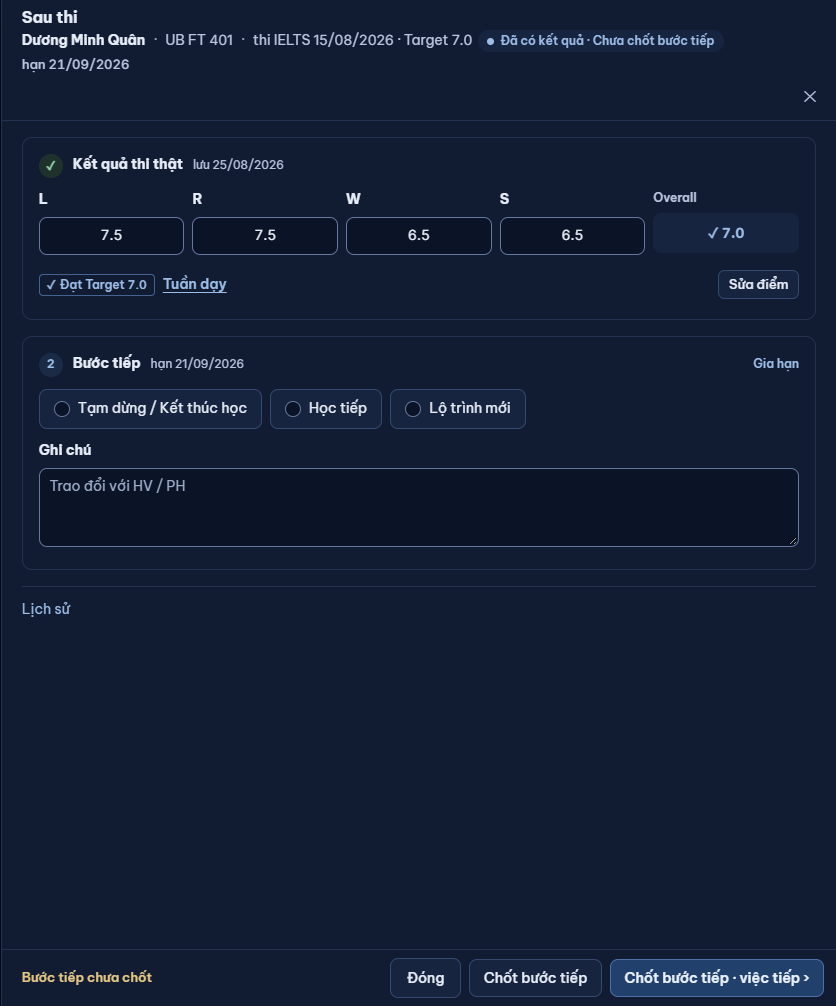 Sau thi
Dương Minh Quân · UB FT 401 · thi IELTS 15/08/2026 · Target 7.0 ● Đã có kết quả · Chưa chốt bước tiếp
hạn 21/09/2026
✓ Kết quả thi thật lưu 25/08/2026
L R W S Overall
7.5 7.5 6.5 6.5 ✓ 7.0
✓ Đạt Target 7.0 Tuần dạy Sửa điểm
2 Bước tiếp hạn 21/09/2026 Gia hạn
Tạm dừng / Kết thúc học Học tiếp Lộ trình mới
Ghi chú
Trao đổi với HV / PH
Lịch sử
Bước tiếp chưa chốt Đóng Chốt bước tiếp Chốt bước tiếp · việc tiếp ›